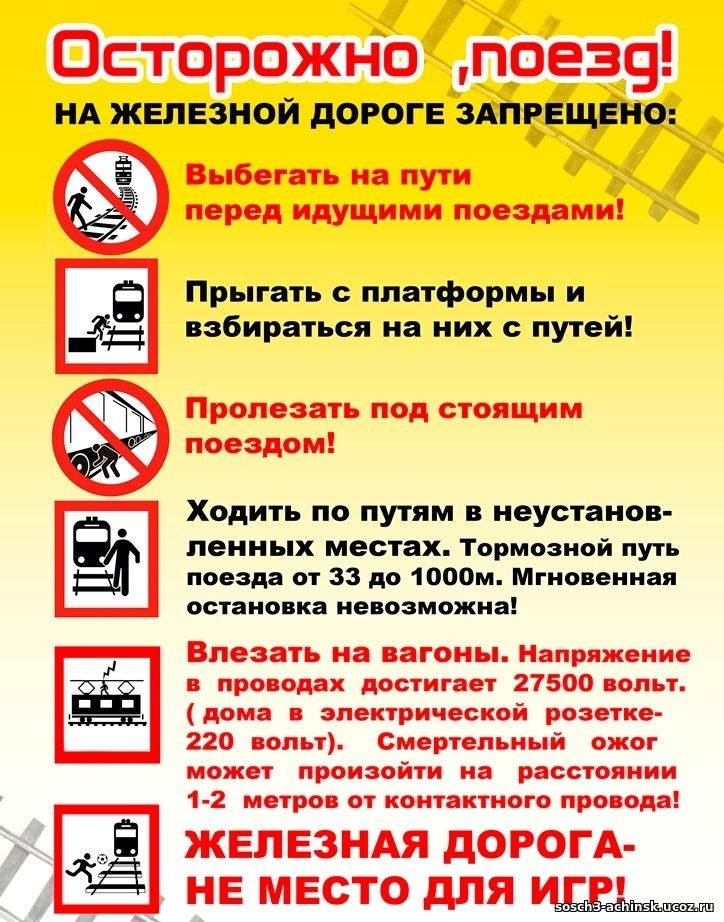 Осторожно ,поезд!
НА ЖЕЛЕЗНОЙ ДОРОГЕ ЗАПРЕЩЕНО:
Выбегать на пути
перед идущими поездами!
Прыгать с платформы и
взбираться на них с путей!
Пролезать под стоящим
поездом!
Ходить по путям в неустанов-
ленных местах. Тормозной путь
поезда от 33 до 1000м. Мгновенная
остановка невозможна!
Влезать на вагоны. Напряжение
в проводах достигает 27500 вольт.
( дома в электрической розетке-
220 вольт). Смертельный ожог
может произойти на расстоянии
1-2 метров от контактного провода!
ЖЕЛЕЗНАЯ ДОРОГА-
НЕ МЕСТО ДЛЯ ИГР!
sosch3-achinsk.ucoz.ru